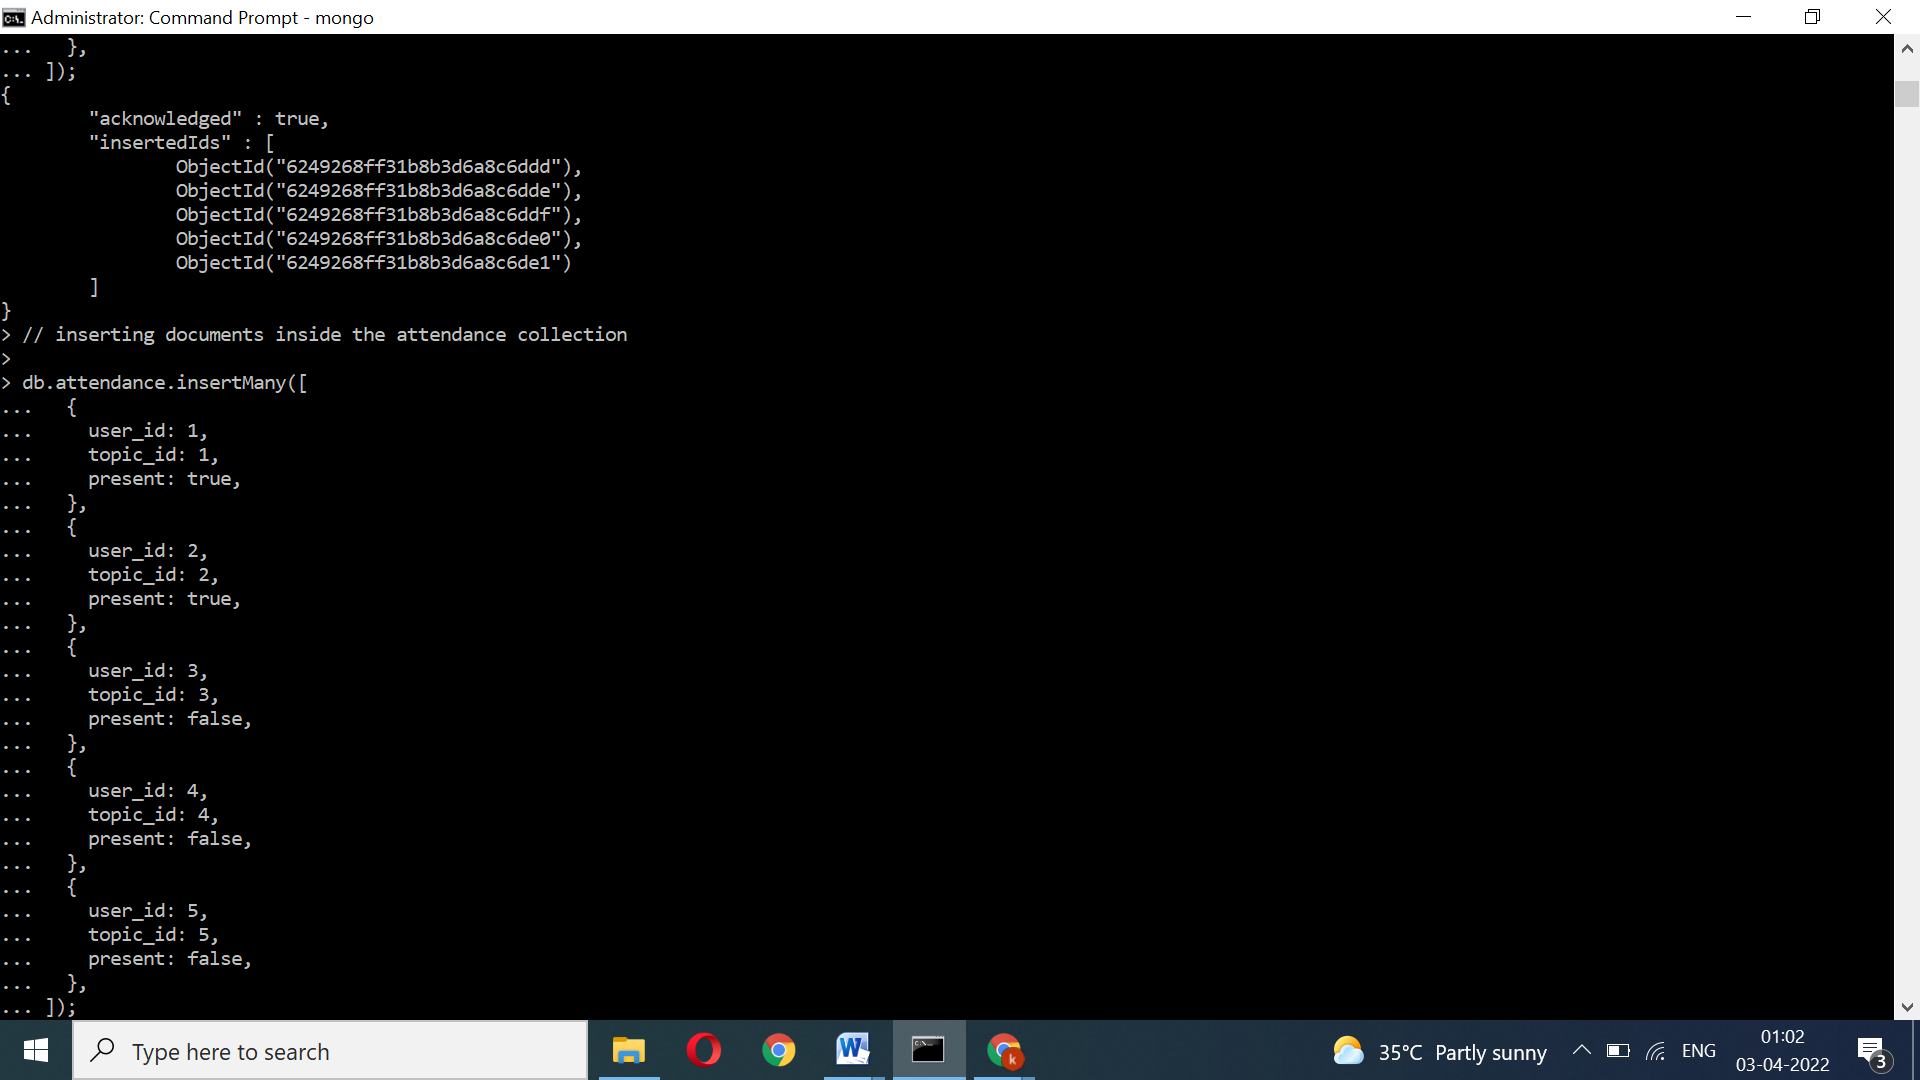 Administrator: Command Prompt - mongo
...   },
... ]);
{
        "acknowledged" : true,
        "insertedIds" : [
                ObjectId("6249268ff31b8b3d6a8c6ddd"),
                ObjectId("6249268ff31b8b3d6a8c6dde"),
                ObjectId("6249268ff31b8b3d6a8c6ddf"),
                ObjectId("6249268ff31b8b3d6a8c6de0"),
                ObjectId("6249268ff31b8b3d6a8c6de1")
        ]
}
> // inserting documents inside the attendance collection
>
> db.attendance.insertMany([
...   {
...     user_id: 1,
...     topic_id: 1,
...     present: true,
...   },
...   {
...     user_id: 2,
...     topic_id: 2,
...     present: true,
...   },
...   {
...     user_id: 3,
...     topic_id: 3,
...     present: false,
...   },
...   {
...     user_id: 4,
...     topic_id: 4,
...     present: false,
...   },
...   {
...     user_id: 5,
...     topic_id: 5,
...     present: false,
...   },
... ]);
Type here to search
W
k
35°C Partly sunny
ENG
01:02
03-04-2022
3